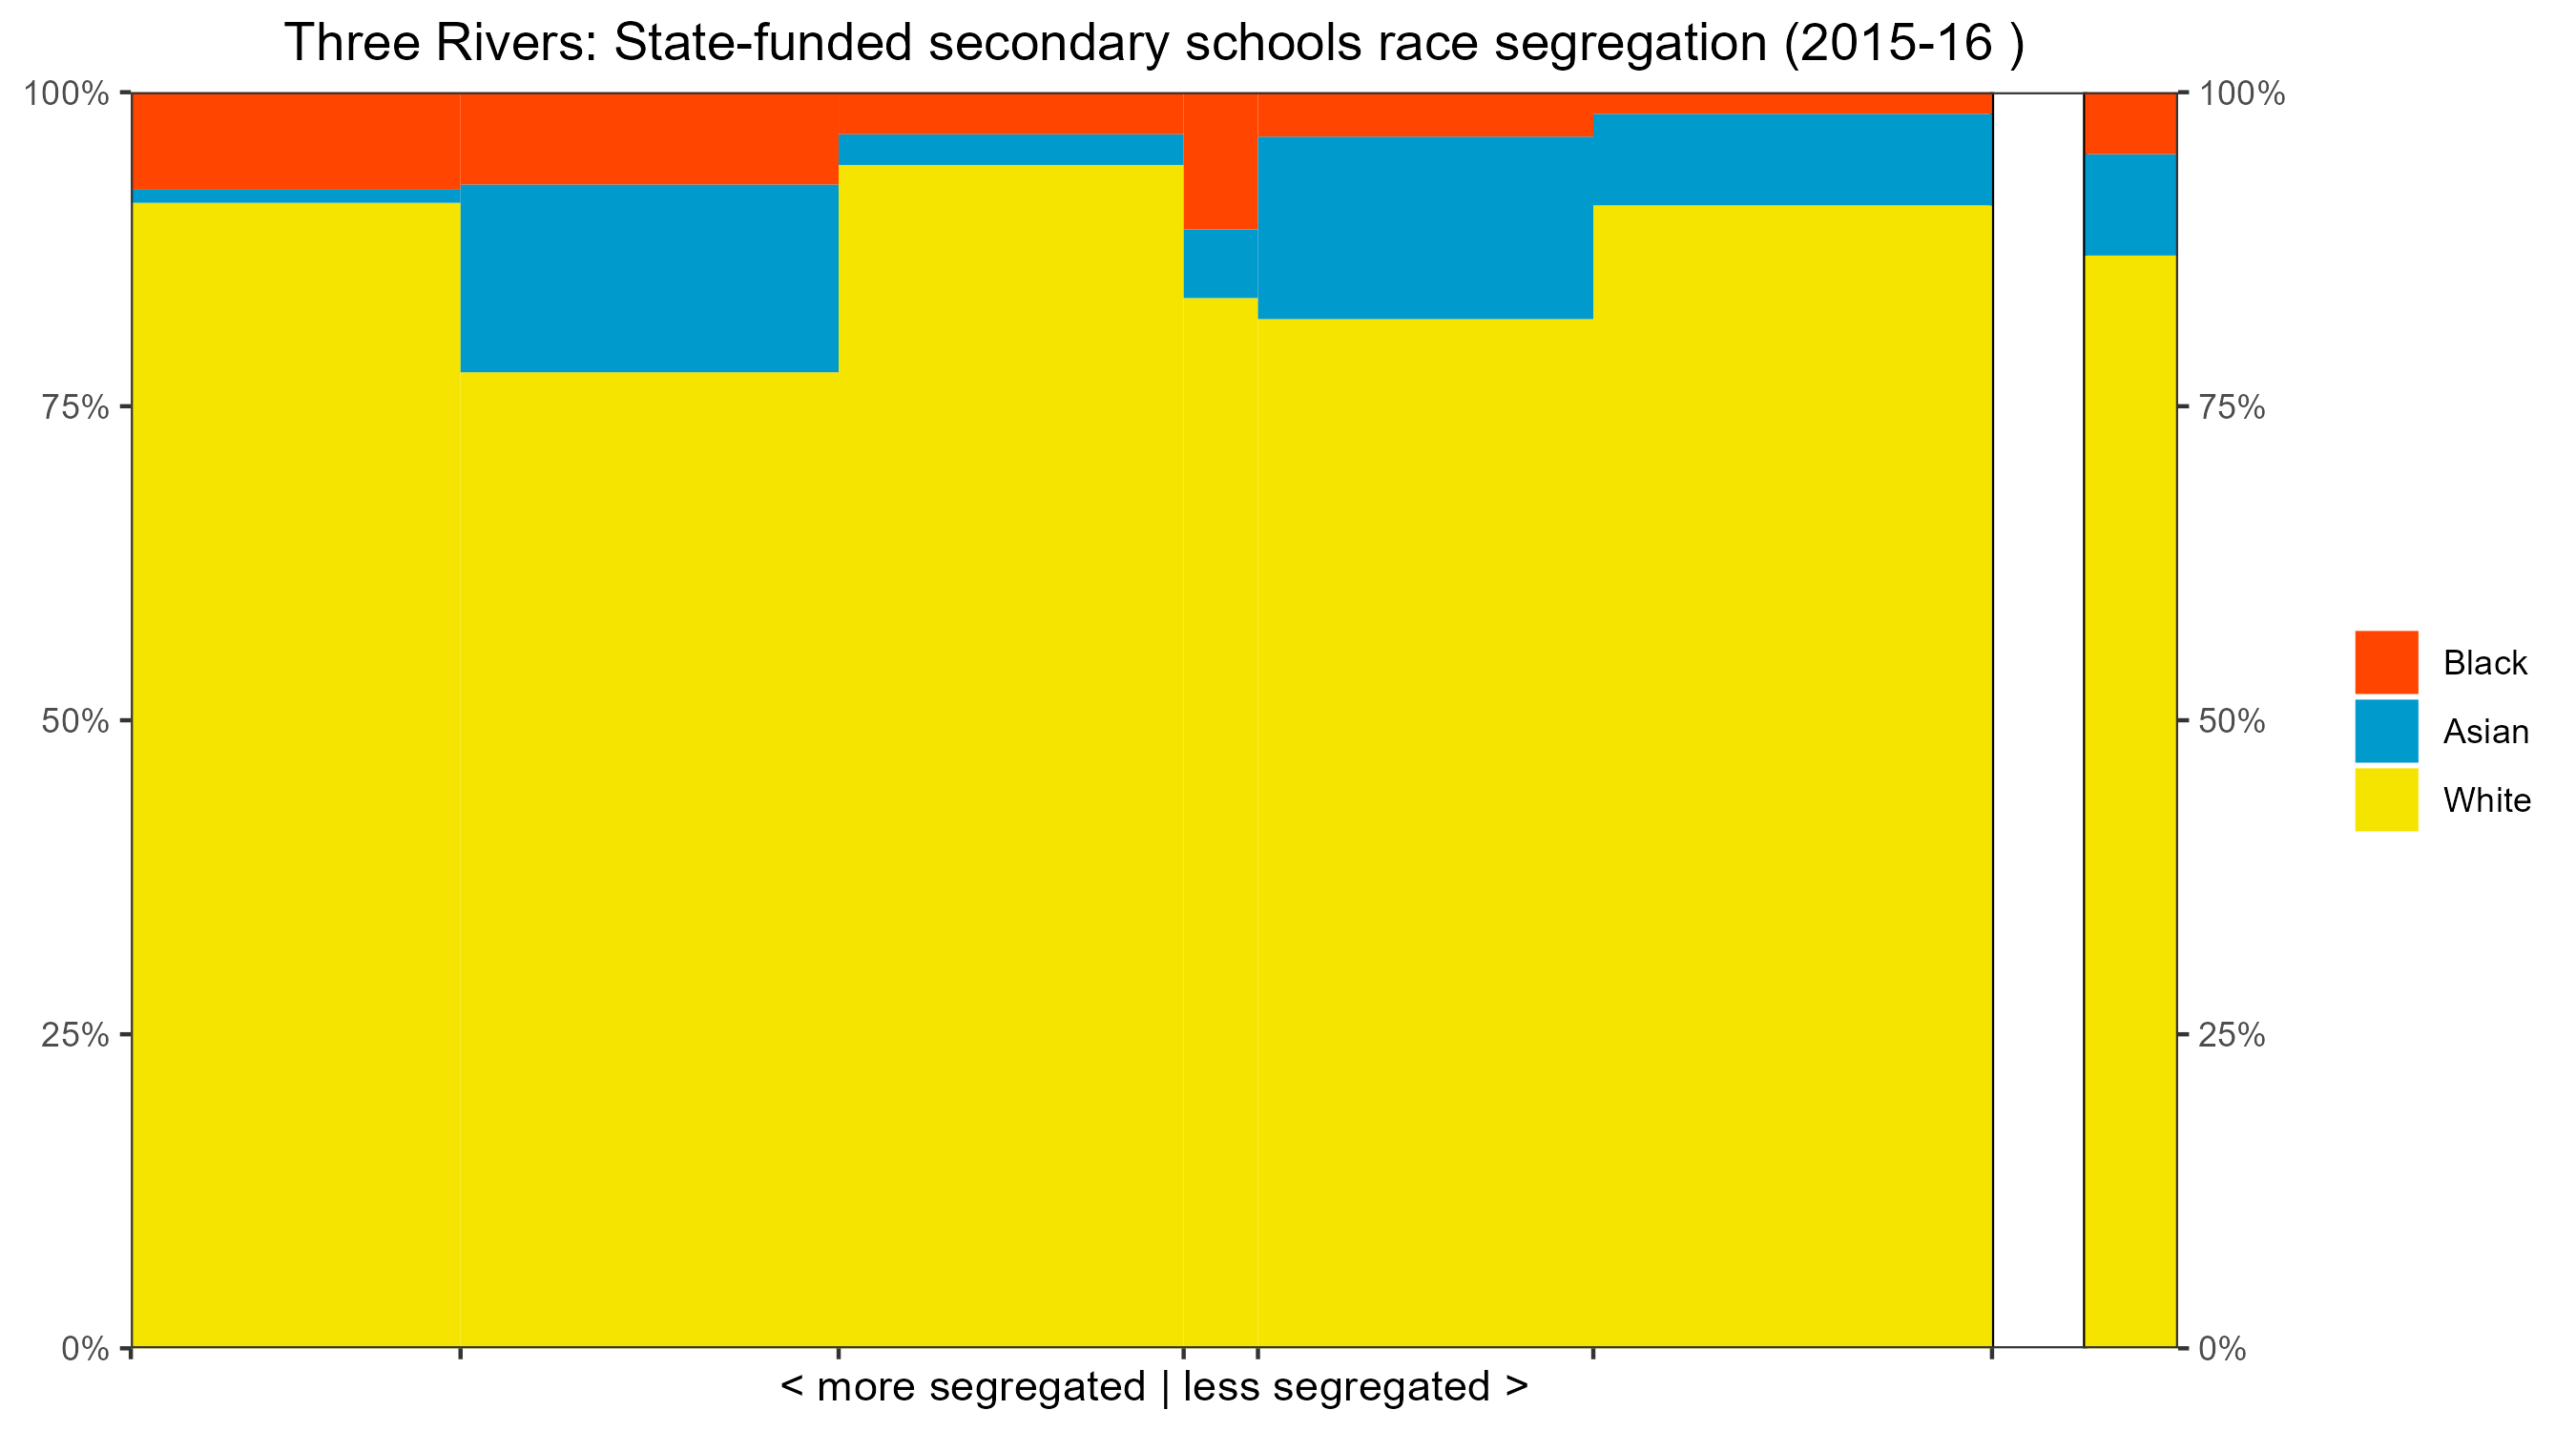 Three Rivers: State-funded secondary schools race segregation (2015-16 )
100%
75%
50%
25%
0%
100%
75%
50%
25%
0%
Black
Asian
White
< more segregated | less segregated >